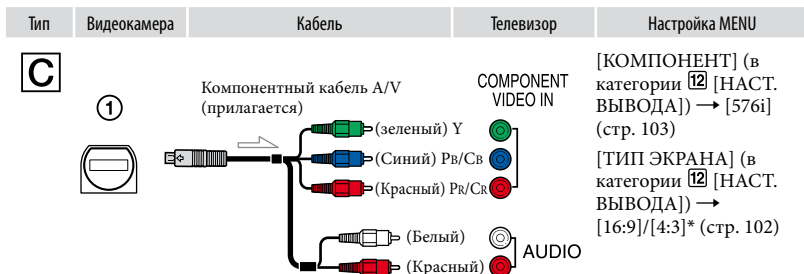 Тип Видеокамера Кабель Телевизор Настройка MENU
C
①
Компонентный кабель A/V
(прилагается)
COMPONENT
VIDEO IN
(зеленый) Y
(Синий) PB/CB
(Красный) PR/CR
(Белый)
(Красный)
AUDIO
[КОМПОНЕНТ] (в
категории 12 [НАСТ.
ВЫВОДА]) → [576i]
(стр. 103)
[ТИП ЭКРАНА] (в
категории 12 [НАСТ.
ВЫВОДА]) →
[16:9]/[4:3]* (стр. 102)